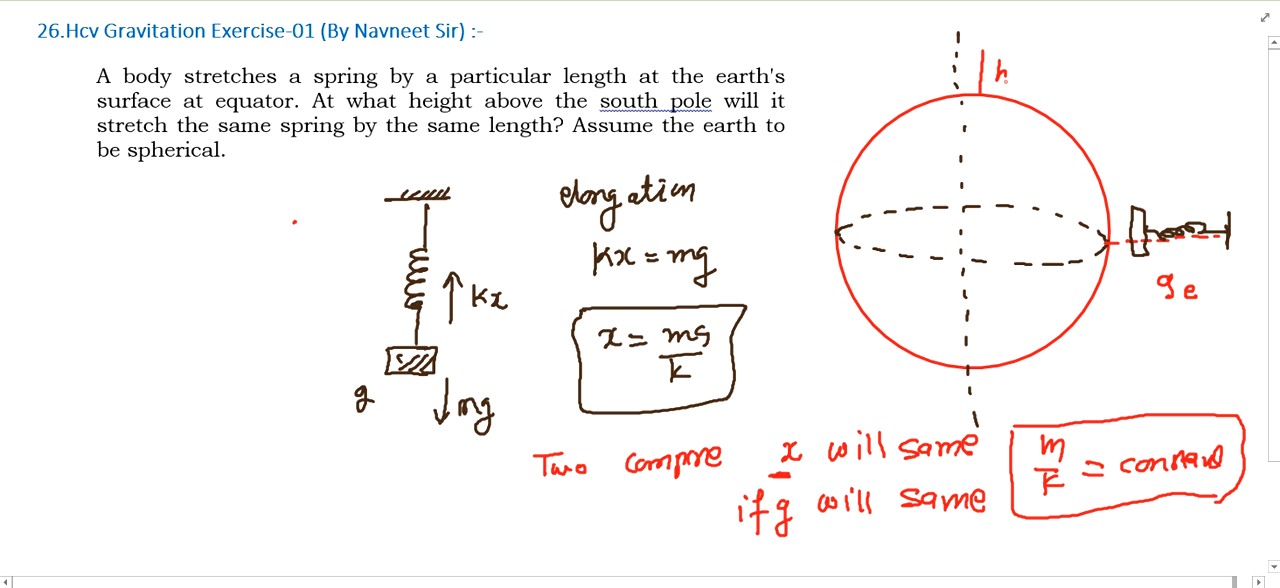 26.Hcv Gravitation Exercise-01 (By Navneet Sir) :-
A body stretches a spring by a particular length at the earth's
surface at equator. At what height above the south pole will it
stretch the same spring by the same length? Assume the earth to
be spherical.
h
elongation
kx = mg
kx
x = mg
k
g
mg
ge
Two compare x will same
if g will same
m
k
= constant